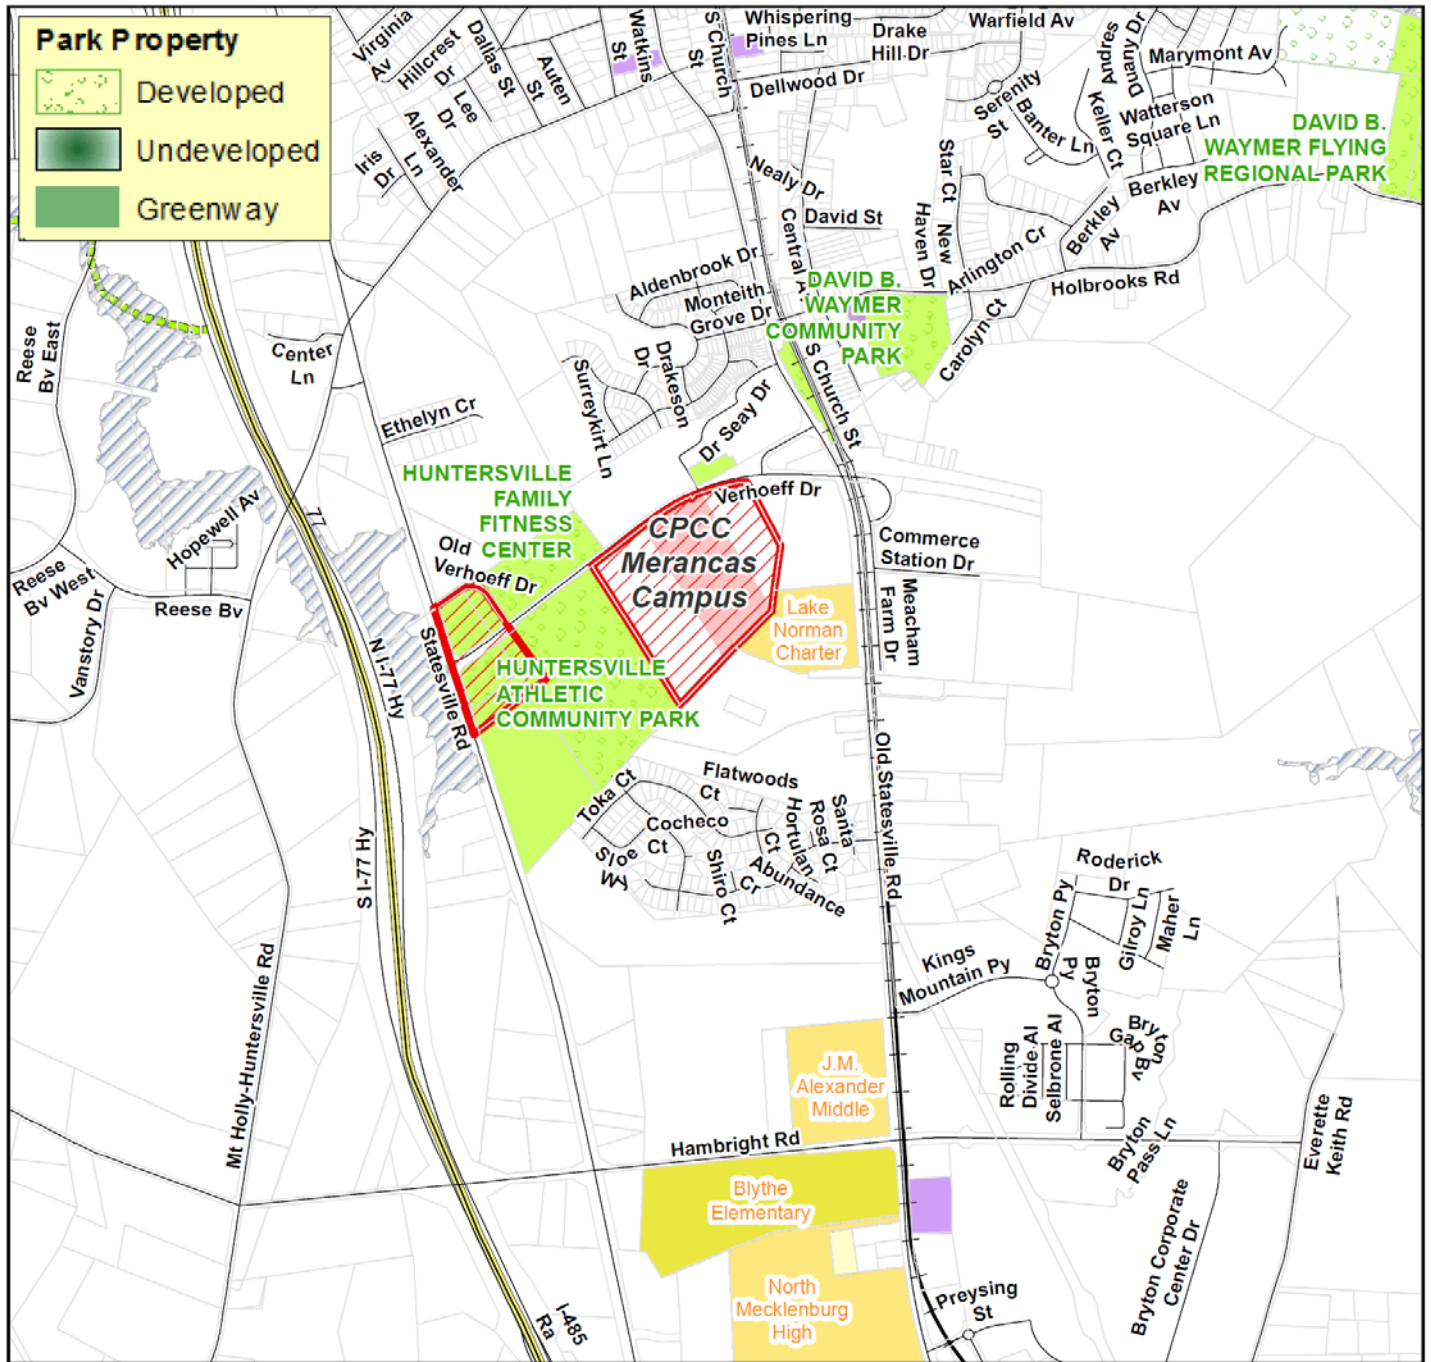 Park Property
Developed
Undeveloped
Greenway
Virginia
Av
Hillcrest
Dr
Dallas St
Lee
Dr
Auten
St
Watkins
St
S Church
St
Whispering
Pines Ln
Drake
Hill Dr
Warfield Av
Andres
Duany Dr
Marymont Av
Dellwood Dr
Serenity
St
Banter Ln
Keller Ct
Watterson
Square Ln
DAVID B.
WAYMER FLYING
REGIONAL PARK
Iris
Dr
Alexander
Ln
Nealy Dr
Central A
David St
Star Ct
New
Haven Dr
Berkley
Av
Berkley
Av
Arlington Cr
Holbrooks Rd
Carolyn Ct
Aldenbrook Dr
Monteith
Grove Dr
DAVID B.
WAYMER
COMMUNITY
PARK
Reese
Bv East
Center
Ln
Drakeson
Dr
Surreykirt Ln
S Church St
Dr Seay Dr
Ethelyn Cr
HUNTERSVILLE
FAMILY
FITNESS
CENTER
Verhoeff Dr
CPCC
Merancas
Campus
Old
Verhoeff Dr
77
Hopewell Av
Reese
Bv West
Reese Bv
Vanstory Dr
N I-77 Hy
Statesville Rd
HUNTERSVILLE
ATHLETIC
COMMUNITY PARK
Lake
Norman
Charter
Commerce
Station Dr
Meacham
Farm Dr
Old Statesville Rd
Toka Ct
Flatwoods
Ct
Cocheco
Ct
Sloe
Wy
Shiro Ct
Hortulan
Ct
Santa
Rosa Ct
Abundance
Cr
S I-77 Hy
Mt Holly-Huntersville Rd
Roderick
Dr
Bryton Py
Gilroy Ln
Maher
Ln
Kings
Mountain Py
Bryton
Py
Bryton
Gap
Bv
Rolling
Divide Al
Selbrone Al
J.M.
Alexander
Middle
Hambright Rd
Bryton
Pass Ln
Everette
Keith Rd
Blythe
Elementary
North
Mecklenburg
High
Preysing
St
Bryton Corporate
Center Dr
I-485
Ra